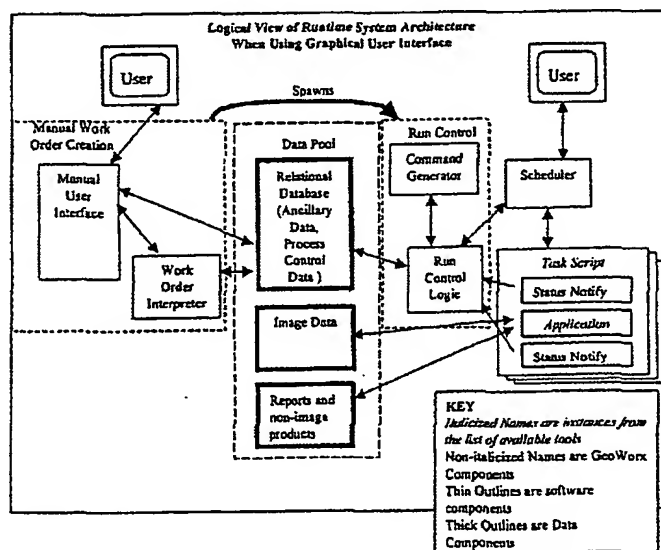 Logical View of Runtime System Architecture
When Using Graphical User Interface
User
User
Spawns
Manual Work
Order Creation
Manual
User
Interface
Work
Order
Interpreter
Data Pool
Relational
Database
(Ancillary
Data,
Process
Control
Data )
Image Data
Reports and
non-image
products
Run Control
Command
Generator
Run
Control
Logic
Scheduler
Task Script
Status Notify
Application
Status Notify
KEY
Italicized Names are instances from
the list of available tools
Non-italicized Names are GeoWorx
Components
Thin Outlines are software
components
Thick Outlines are Data
Components